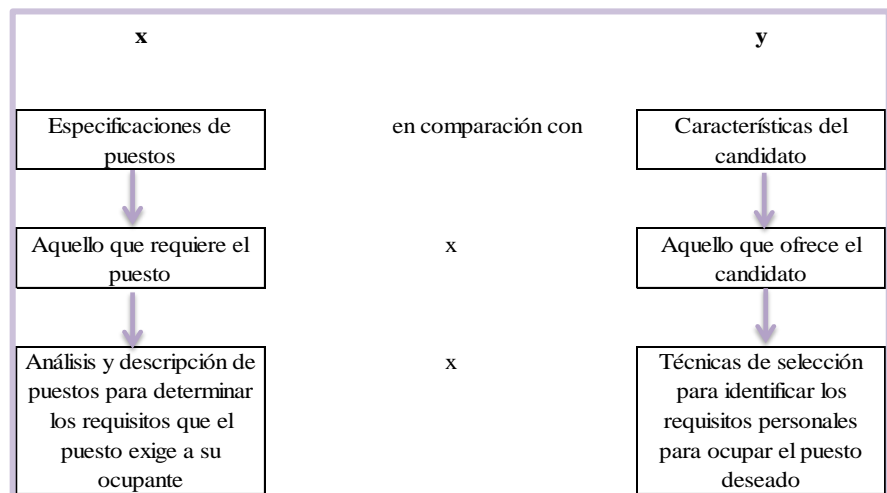 x
y
Especificaciones de
puestos
en comparación con
Características del
candidato
Aquello que requiere el
puesto
x
Aquello que ofrece el
candidato
Análisis y descripción de
puestos para determinar
los requisitos que el
puesto exige a su
ocupante
x
Técnicas de selección
para identificar los
requisitos personales
para ocupar el puesto
deseado